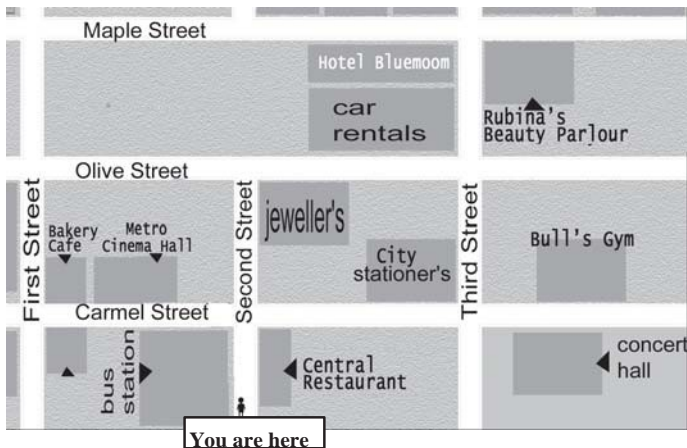 Maple Street
Hotel Bluemoom
car
rentals
Rubina's
Beauty Parlour
Olive Street
First Street
Second Street
Third Street
jeweller's
Bakery
Cafe
Metro
Cinema Hall
City
stationer's
Bull's Gym
Carmel Street
bus
station
Central
Restaurant
concert
hall
You are here